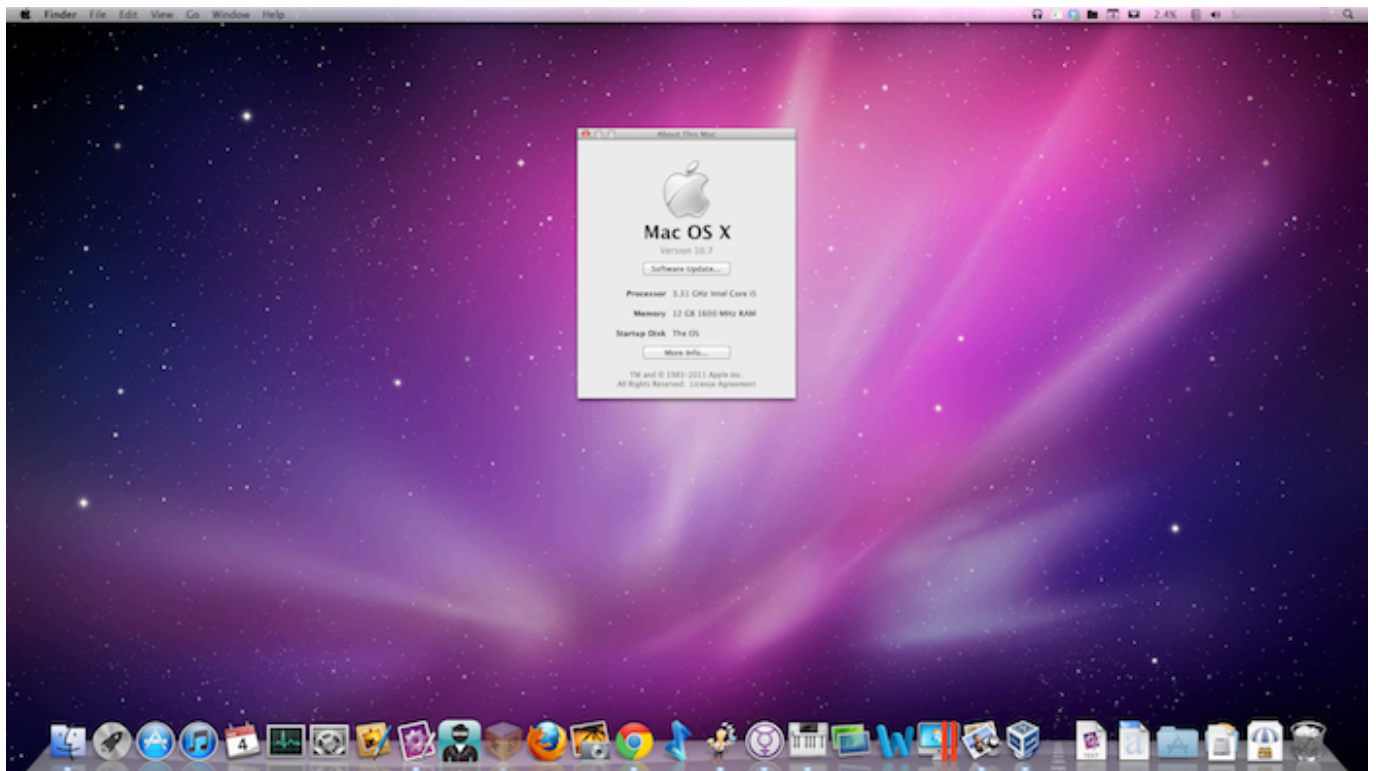 Finder File Edit View Go Window Help
2.4%
About This Mac
Mac OS X
Version 10.7
Software Update...
Processor 3.31 GHz Intel Core i5
Memory 12 GB 1600 MHz RAM
Startup Disk The OS
More Info...
TM and © 1983–2011 Apple Inc.
All Rights Reserved. License Agreement
4
TEXT